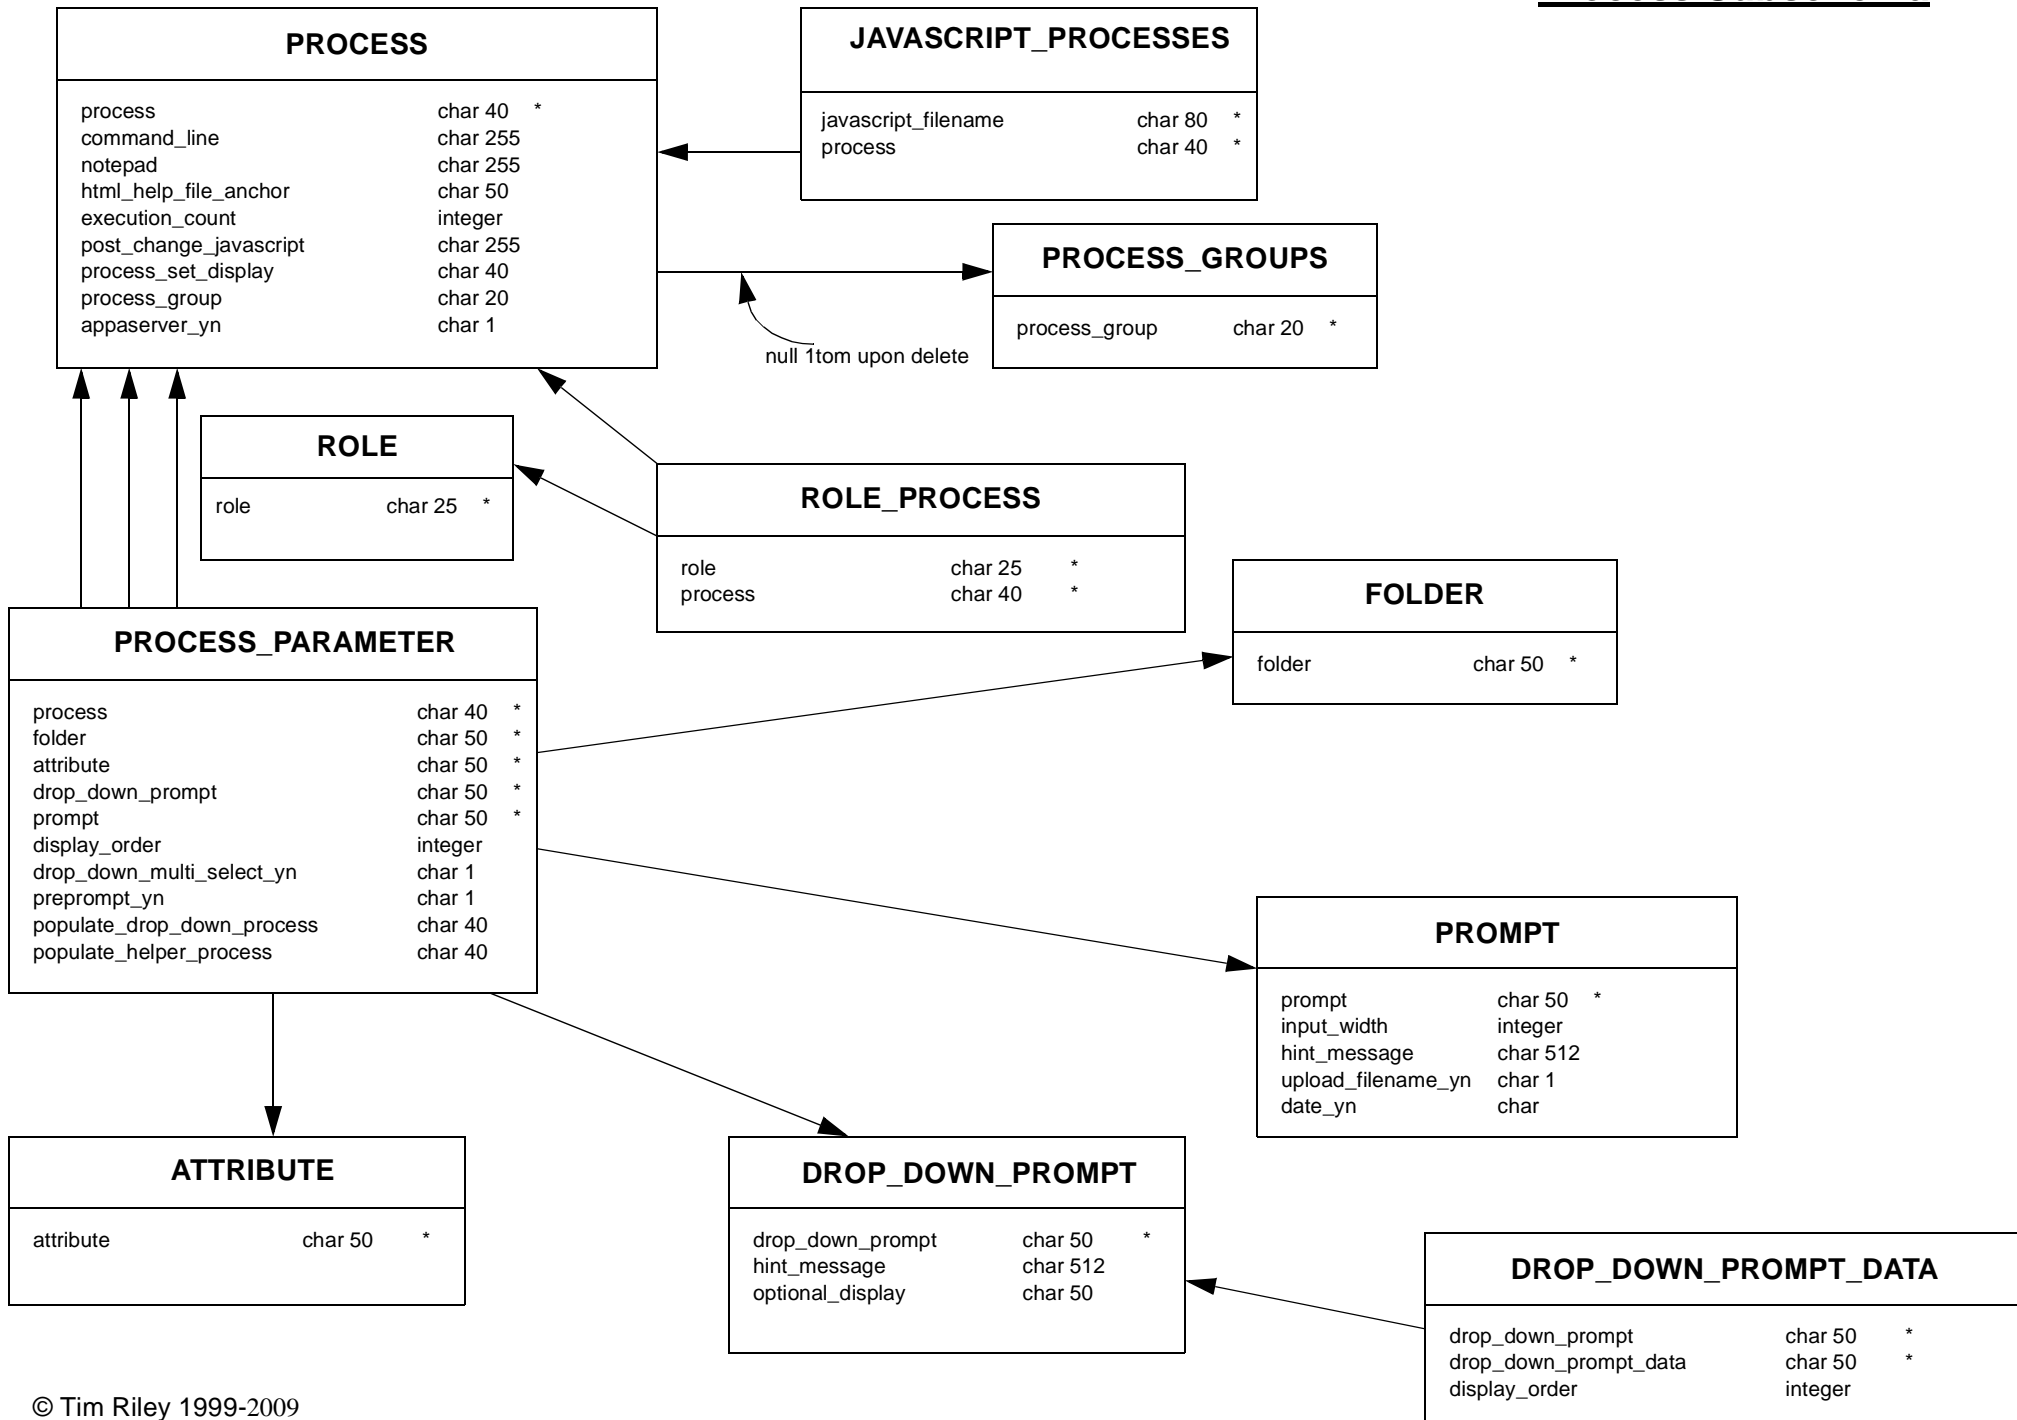 PROCESS
process char 40 *
command_line char 255
notepad char 255
html_help_file_anchor char 50
execution_count integer
post_change_javascript char 255
process_set_display char 40
process_group char 20
appaserver_yn char 1
JAVASCRIPT_PROCESSES
javascript_filename char 80 *
process char 40 *
PROCESS_GROUPS
process_group char 20 *
null 1tom upon delete
ROLE
role char 25 *
ROLE_PROCESS
role char 25 *
process char 40 *
FOLDER
folder char 50 *
PROCESS_PARAMETER
process char 40 *
folder char 50 *
attribute char 50 *
drop_down_prompt char 50 *
prompt char 50 *
display_order integer
drop_down_multi_select_yn char 1
preprompt_yn char 1
populate_drop_down_process char 40
populate_helper_process char 40
PROMPT
prompt char 50 *
input_width integer
hint_message char 512
upload_filename_yn char 1
date_yn char
ATTRIBUTE
attribute char 50 *
DROP_DOWN_PROMPT
drop_down_prompt char 50 *
hint_message char 512
optional_display char 50
DROP_DOWN_PROMPT_DATA
drop_down_prompt char 50 *
drop_down_prompt_data char 50 *
display_order integer
© Tim Riley 1999-2009